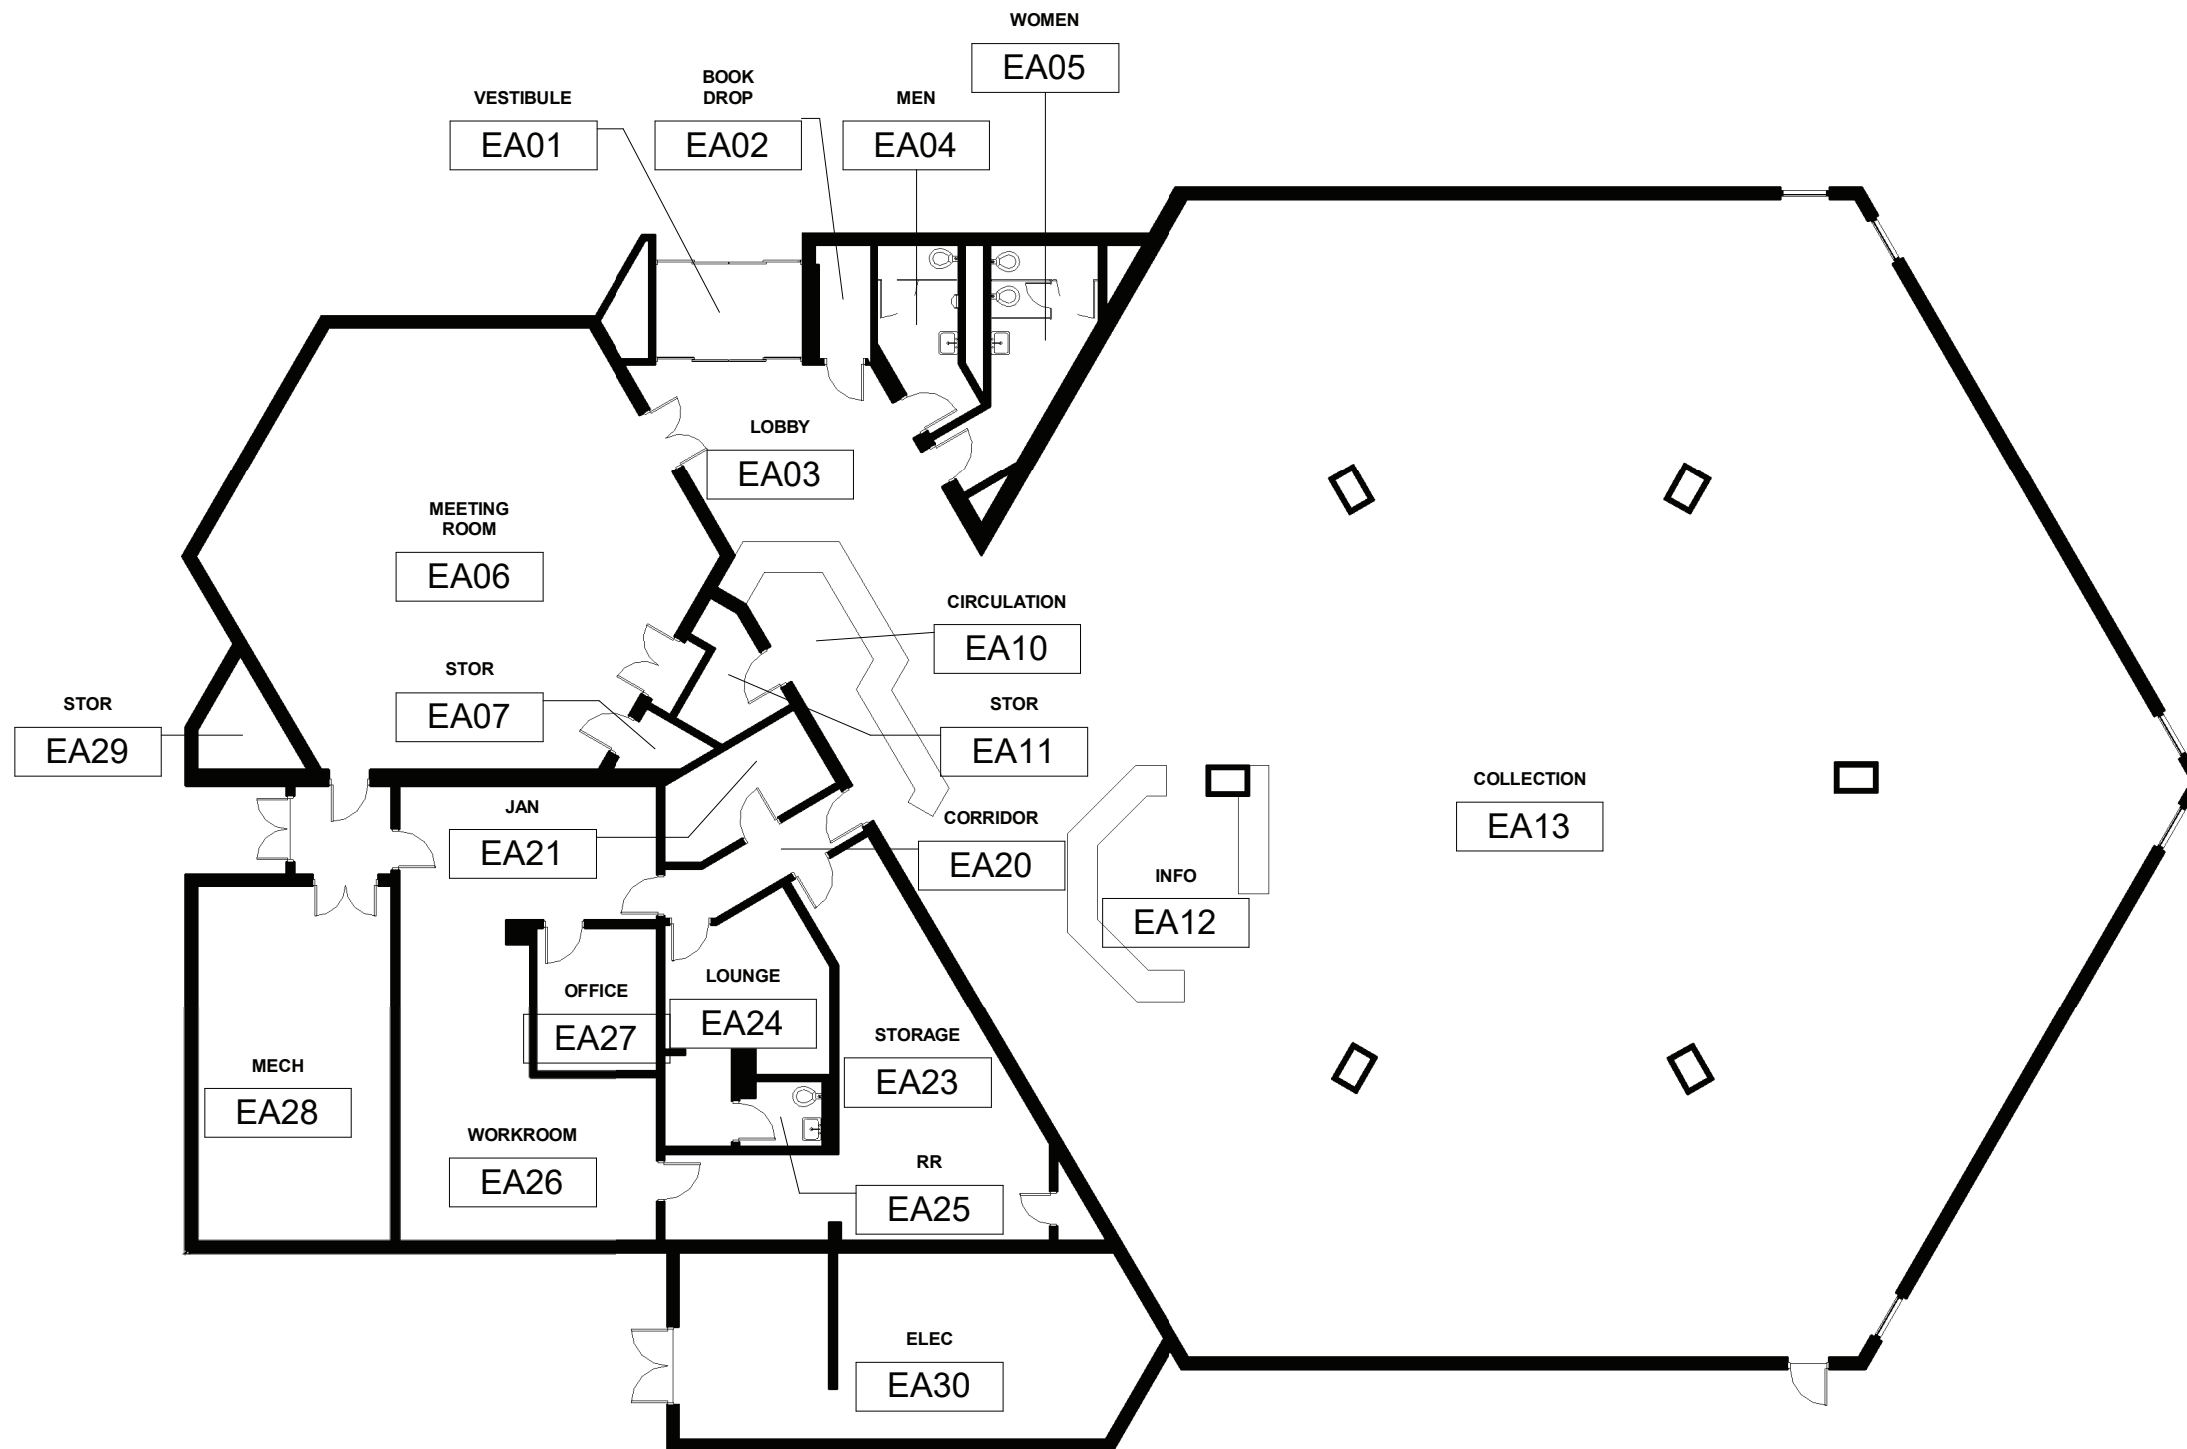 WOMEN
EA05
BOOK
DROP
EA02
VESTIBULE
EA01
MEN
EA04
LOBBY
EA03
MEETING
ROOM
EA06
CIRCULATION
EA10
STOR
EA07
STOR
EA29
STOR
EA11
COLLECTION
EA13
JAN
EA21
CORRIDOR
EA20
INFO
EA12
LOUNGE
EA24
OFFICE
EA27
STORAGE
EA23
MECH
EA28
WORKROOM
EA26
RR
EA25
ELEC
EA30